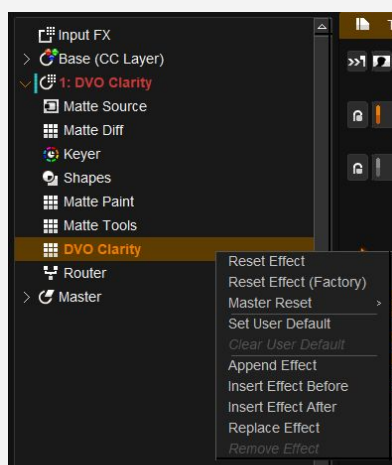 Input FX
Base (CC Layer)
1: DVO Clarity
Matte Source
Matte Diff
Keyer
Shapes
Matte Paint
Matte Tools
DVO Clarity
Router
Master
Reset Effect
Reset Effect (Factory)
Master Reset
Set User Default
Clear User Default
Append Effect
Insert Effect Before
Insert Effect After
Replace Effect
Remove Effect